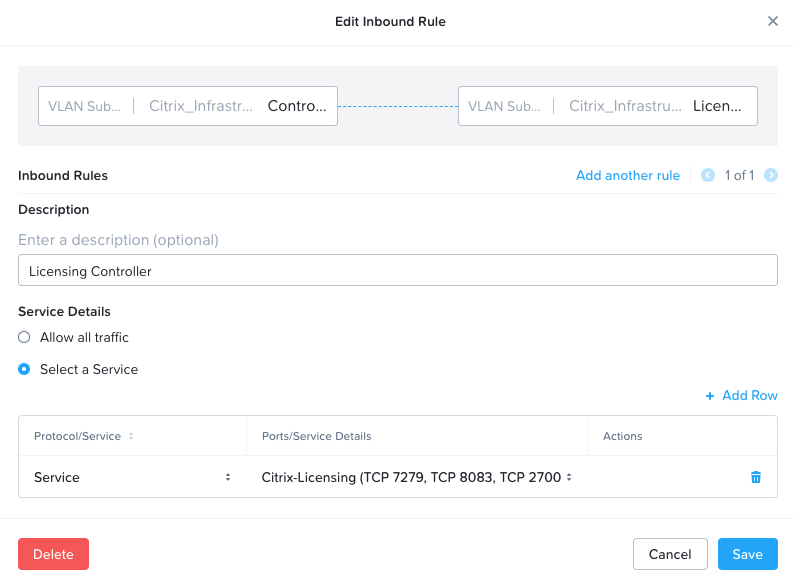 Edit Inbound Rule
VLAN Sub... Citrix_Infrastr... Contro... VLAN Sub... Citrix_Infrastru... Licen...
Inbound Rules Add another rule 1 of 1
Description
Enter a description (optional)
Licensing Controller
Service Details
Allow all traffic
Select a Service
+ Add Row
Protocol/Service Ports/Service Details Actions
Service Citrix-Licensing (TCP 7279, TCP 8083, TCP 2700
Delete Cancel Save